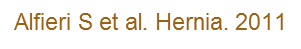 Alfieri S et al. Hernia. 2011